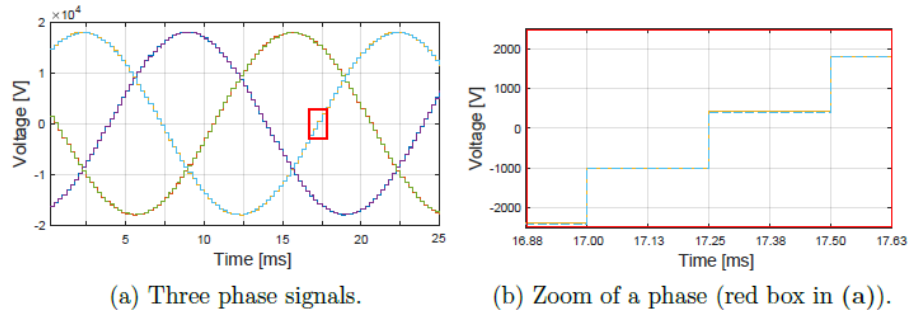 ×10⁴
2
1
0
-1
-2
Voltage [V]
5 10 15 20 25
Time [ms]
(a) Three phase signals.
2000
1000
0
-1000
-2000
Voltage [V]
16.88 17.00 17.13 17.25 17.38 17.50 17.63
Time [ms]
(b) Zoom of a phase (red box in (a)).